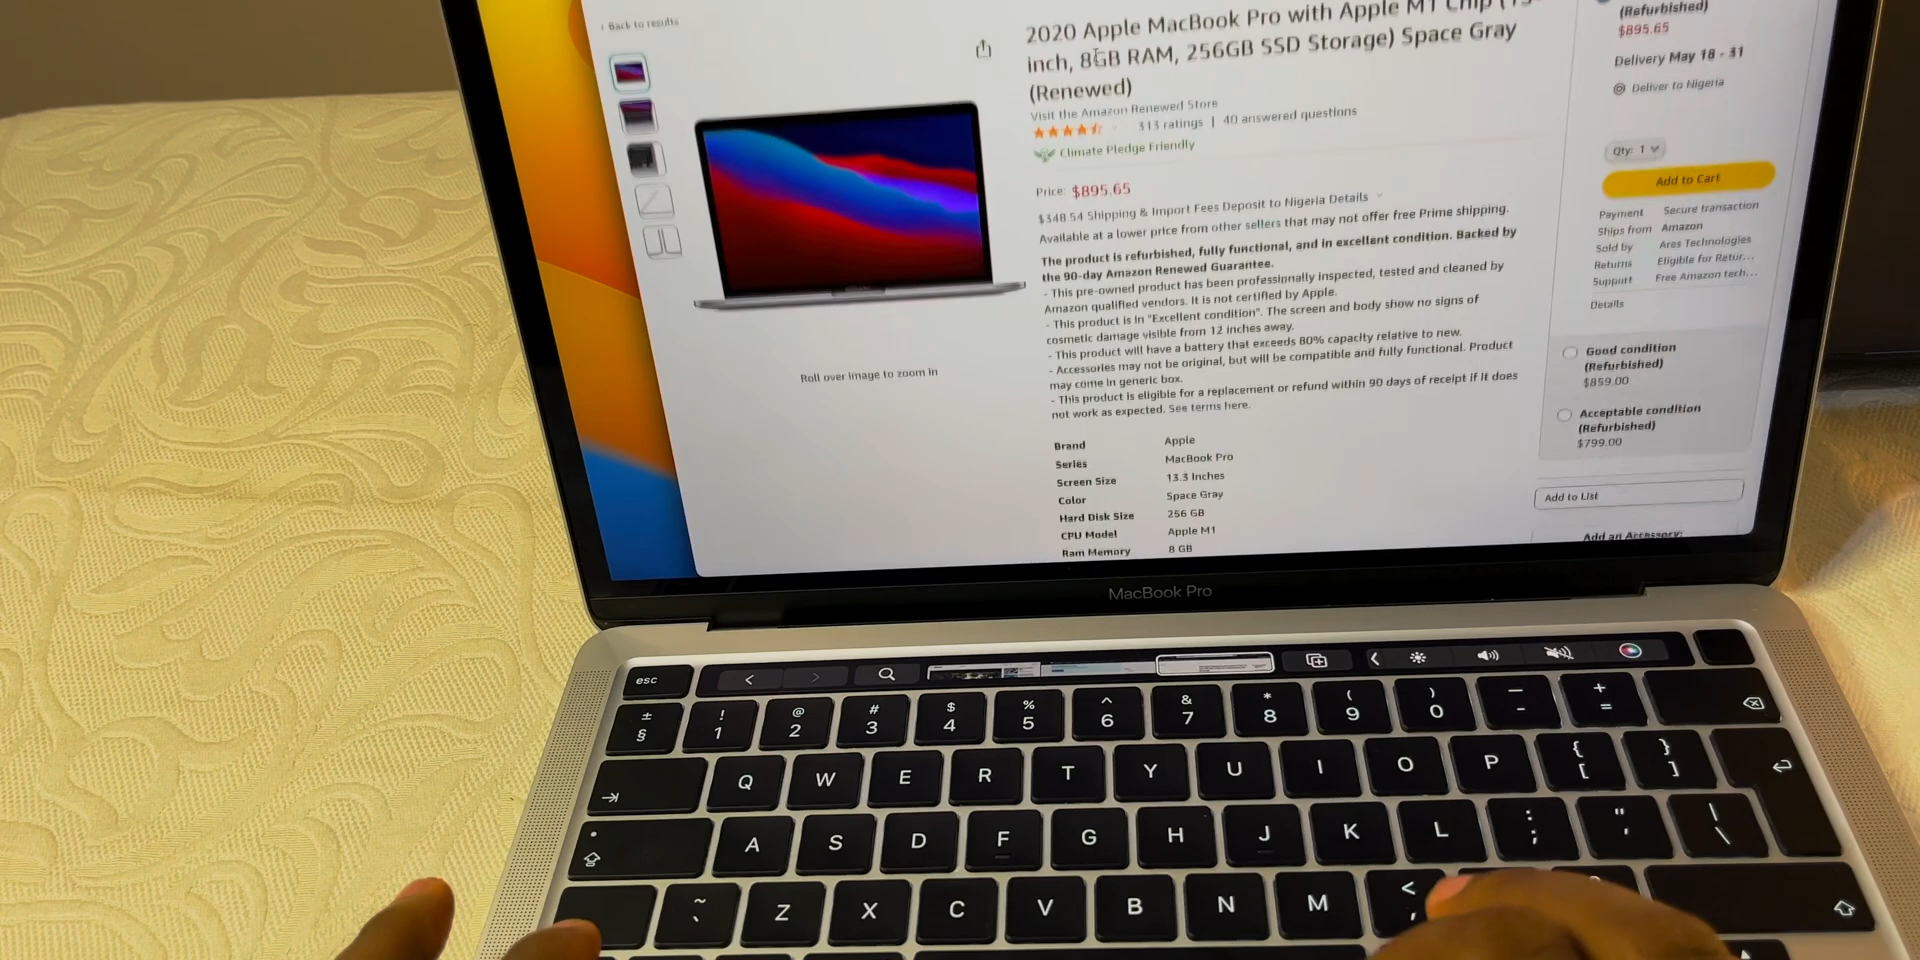 ‹ Back to results
2020 Apple MacBook Pro with Apple M1 Chip
inch, 8GB RAM, 256GB SSD Storage) Space Gray
(Renewed)
Visit the Amazon Renewed Store
313 ratings | 40 answered questions
Climate Pledge Friendly
Price: $895.65
$348.54 Shipping & Import Fees Deposit to Nigeria Details
Available at a lower price from other sellers that may not offer free Prime shipping.
The product is refurbished, fully functional, and in excellent condition. Backed by
the 90-day Amazon Renewed Guarantee.
- This pre-owned product has been professionally inspected, tested and cleaned by
Amazon qualified vendors. It is not certified by Apple.
- This product is in "Excellent condition". The screen and body show no signs of
cosmetic damage visible from 12 inches away.
- This product will have a battery that exceeds 80% capacity relative to new.
- Accessories may not be original, but will be compatible and fully functional. Product
may come in generic box.
- This product is eligible for a replacement or refund within 90 days of receipt if it does
not work as expected. See terms here.
Roll over image to zoom in
Brand Apple
Series MacBook Pro
Screen Size 13.3 Inches
Color Space Gray
Hard Disk Size 256 GB
CPU Model Apple M1
Ram Memory 8 GB
(Refurbished)
$895.65
Delivery May 18 - 31
Deliver to Nigeria
Qty: 1
Add to Cart
Payment Secure transaction
Ships from Amazon
Sold by Ares Technologies
Returns Eligible for Retur...
Support Free Amazon tech...
Details
Good condition
(Refurbished)
$859.00
Acceptable condition
(Refurbished)
$799.00
Add to List
Add an Accessory:
MacBook Pro
esc
± § ! 1 @ 2 # 3 $ 4 % 5 ^ 6 & 7 * 8 ( 9 ) 0 — - + =
Q W E R T Y U I O P { [ } ]
A S D F G H J K L : ; " ' | \
~ ` Z X C V B N M < ,